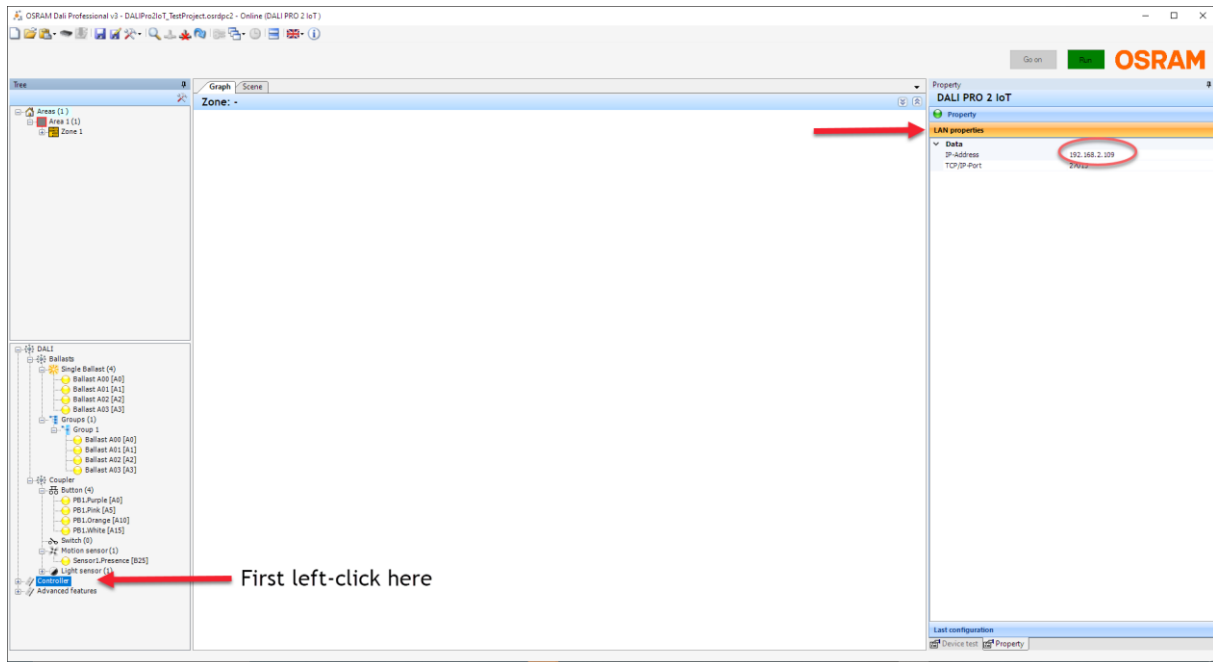 OSRAM Dali Professional v3 - DALIPro2IoT_TestProject.osrdpc2 - Online (DALI PRO 2 IoT)
Go on
Run
OSRAM
Tree
Areas (1)
Area 1 (1)
Zone 1
Graph
Scene
Zone: -
Property
DALI PRO 2 IoT
Property
LAN properties
Data
IP-Address 192.168.2.109
TCP/IP-Port
DALI
Ballasts
Single Ballast (4)
Ballast A00 [A0]
Ballast A01 [A1]
Ballast A02 [A2]
Ballast A03 [A3]
Groups (1)
Group 1
Ballast A00 [A0]
Ballast A01 [A1]
Ballast A02 [A2]
Ballast A03 [A3]
Coupler
Button (4)
PB1.Purple [A0]
PB1.Pink [A5]
PB1.Orange [A10]
PB1.White [A15]
Switch (0)
Motion sensor (1)
Sensor1.Presence [B25]
Light sensor (1)
Controller
First left-click here
Advanced features
Last configuration
Device test
Property